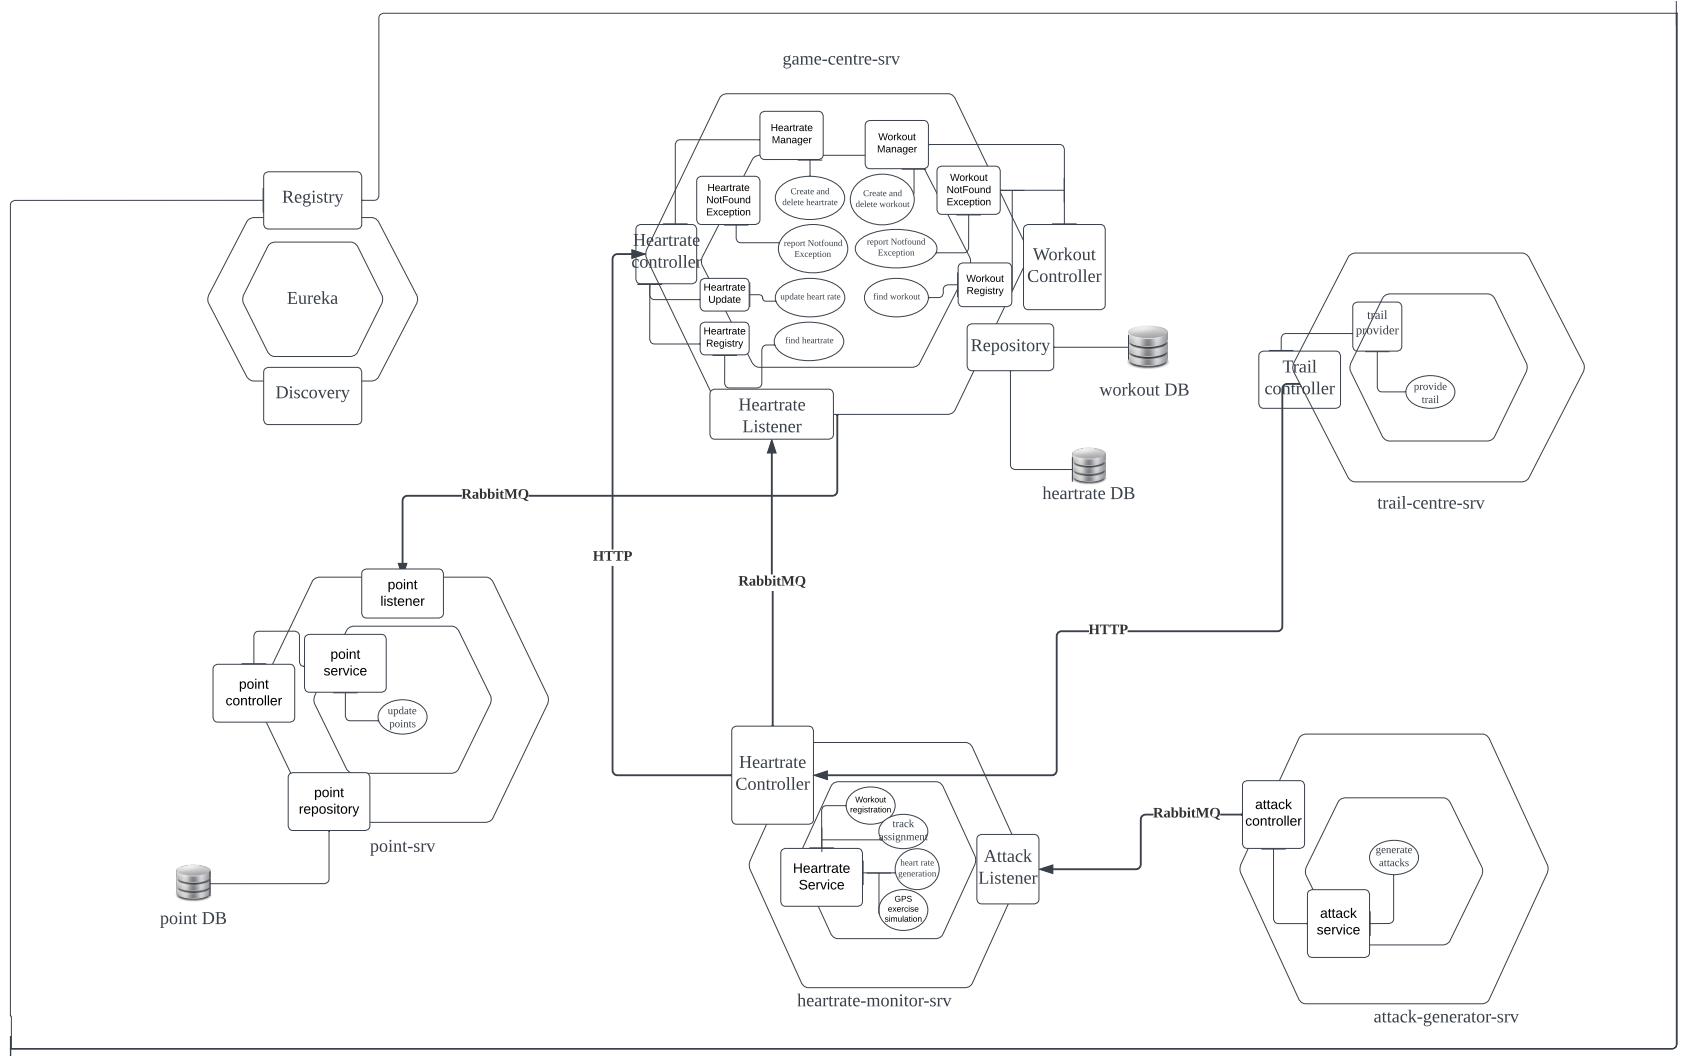 game-centre-srv
Heartrate
Manager
Workout
Manager
Heartrate
NotFound
Exception
Create and
delete heartrate
Create and
delete workout
Workout
NotFound
Exception
Heartrate
controller
report Notfound
Exception
report Notfound
Exception
Workout
Controller
Heartrate
Update
update heart rate
find workout
Workout
Registry
Heartrate
Registry
find heartrate
Repository
workout DB
Heartrate
Listener
heartrate DB
Registry
Eureka
Discovery
trail
provider
Trail
controller
provide
trail
trail-centre-srv
RabbitMQ
HTTP
RabbitMQ
HTTP
point
listener
point
service
point
controller
update
points
point
repository
point-srv
point DB
Heartrate
Controller
Workout
registration
track
assignment
Heartrate
Service
heart rate
generation
GPS
exercise
simulation
Attack
Listener
heartrate-monitor-srv
RabbitMQ
attack
controller
generate
attacks
attack
service
attack-generator-srv